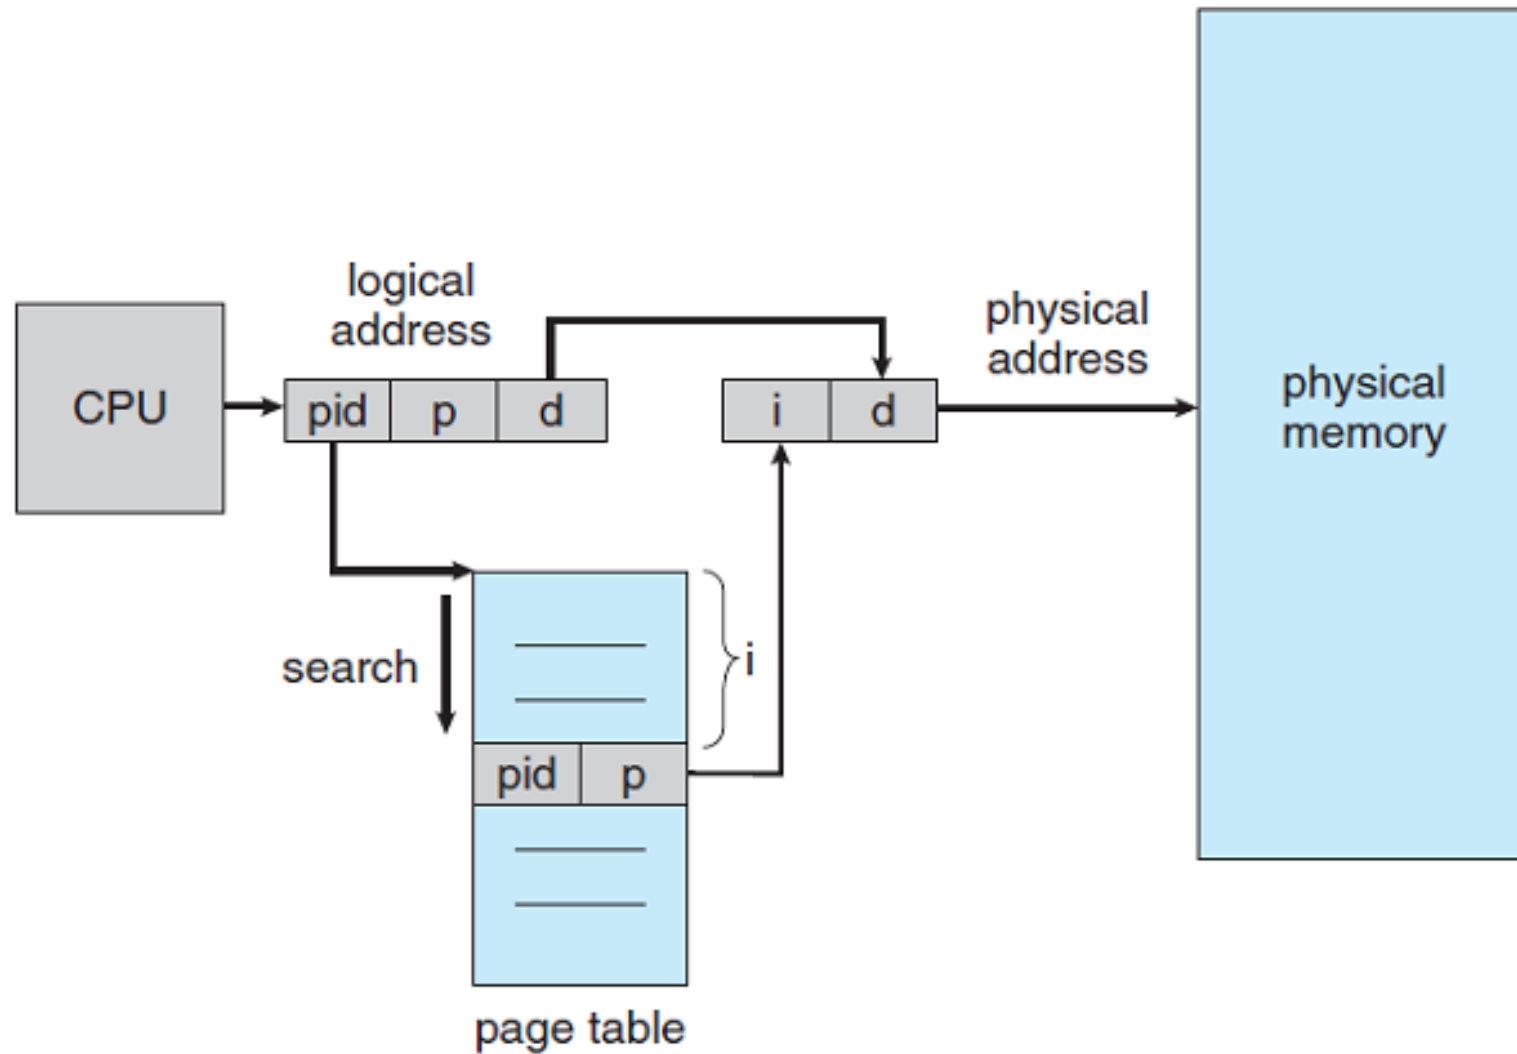 logical
address
physical
address
CPU
pid
p
d
i
d
physical
memory
search
i
pid
p
page table